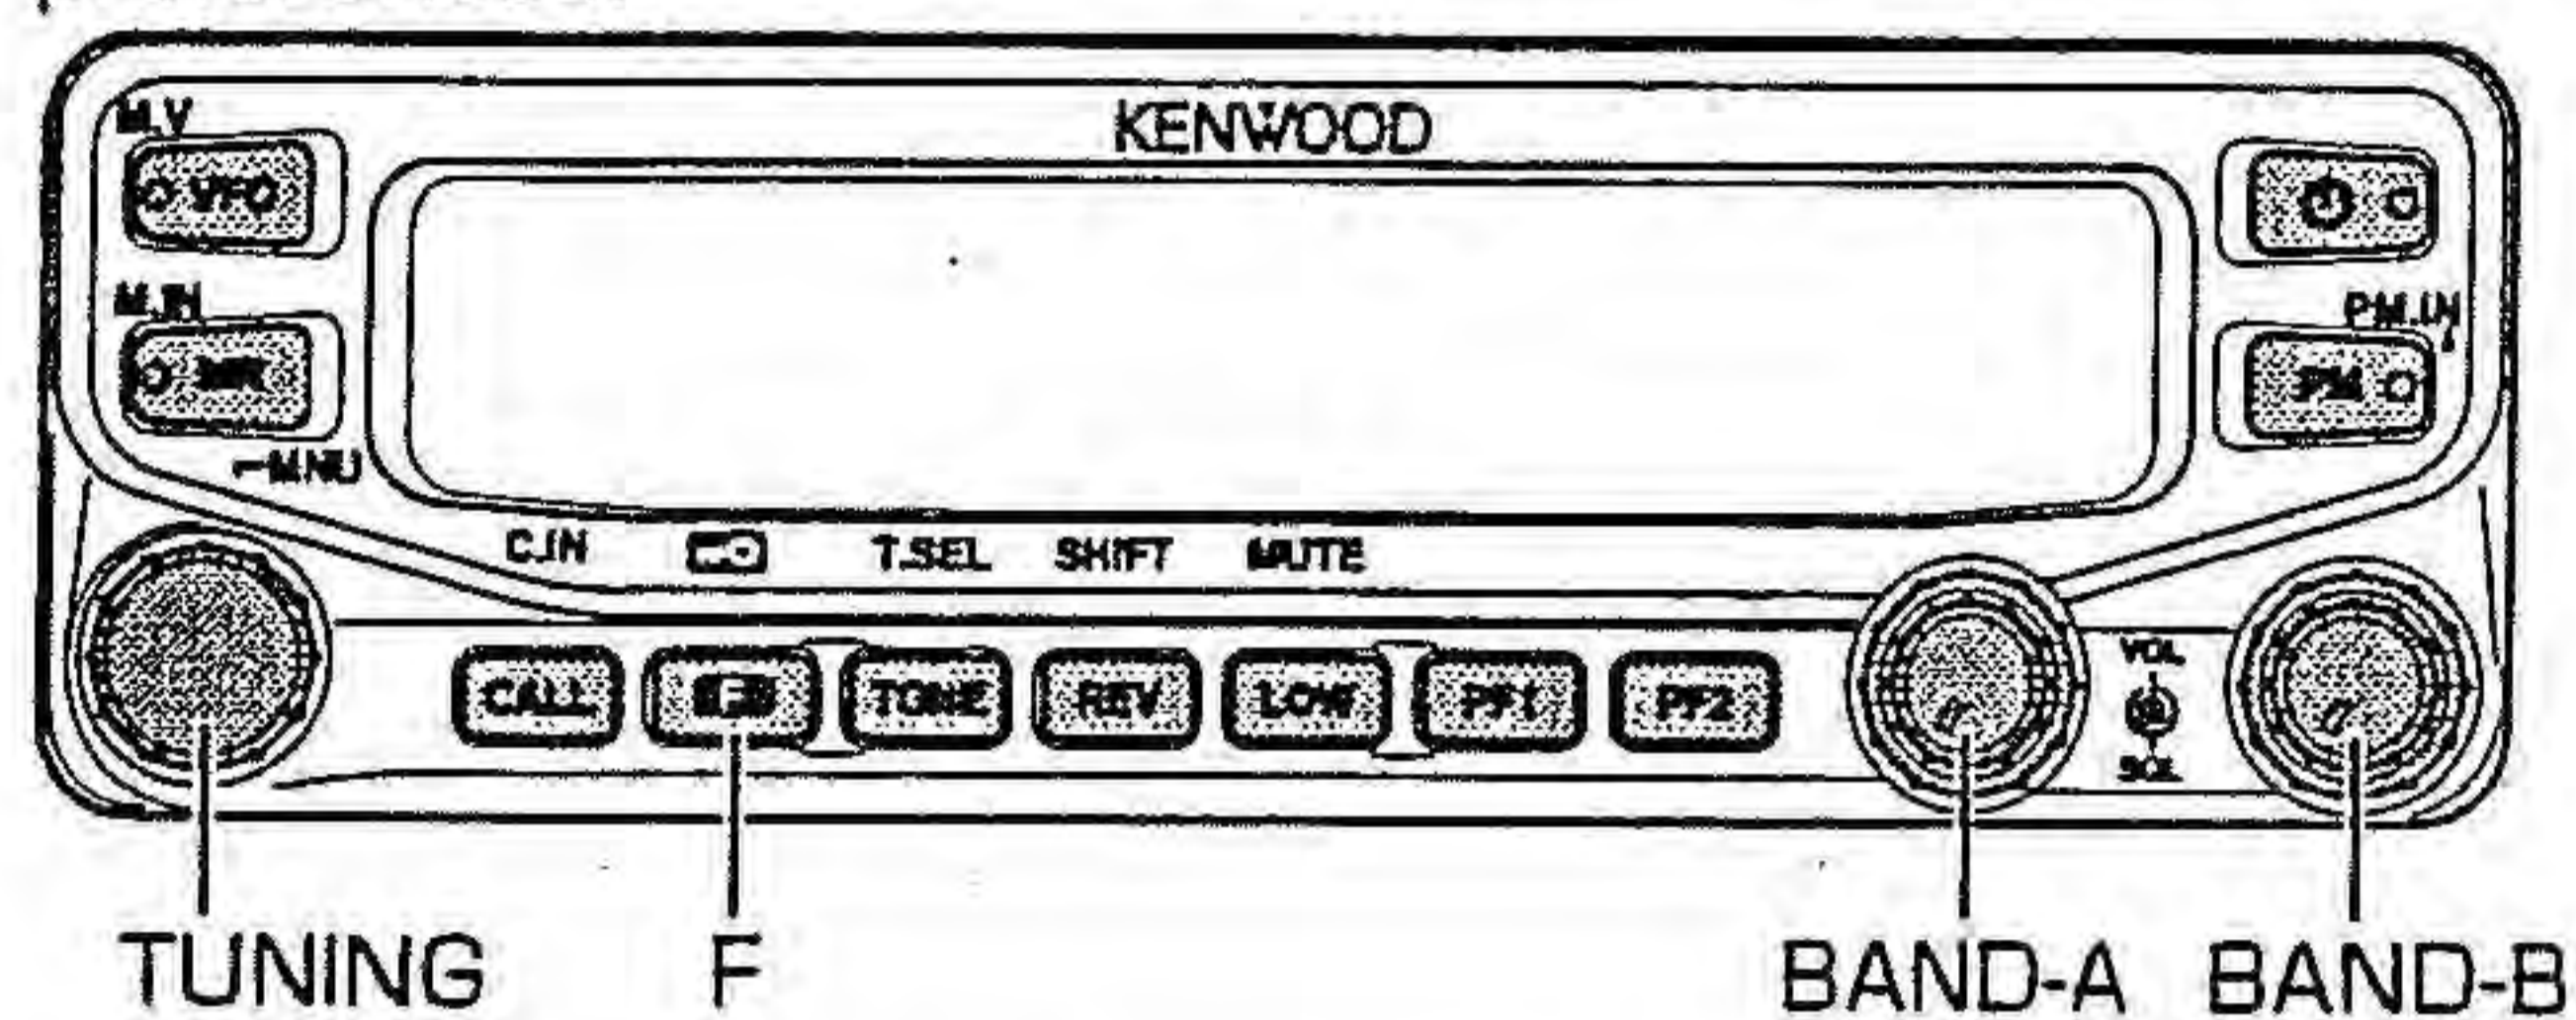 KENWOOD
M.V
VFO
M.IN
MR
MNU
PM.IN
PM
C.IN
T.SEL
SHIFT
MUTE
CALL
F
TONE
REV
LOW
PF1
PF2
VOL
SQL
TUNING
F
BAND-A
BAND-B